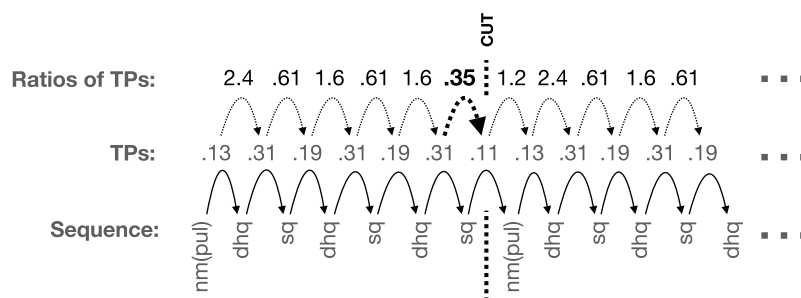 CUT
Ratios of TPs: 2.4 .61 1.6 .61 1.6 .35 1.2 2.4 .61 1.6 .61
TPs: .13 .31 .19 .31 .19 .31 .11 .13 .31 .19 .31 .19
Sequence: nm(pul) dhq sq dhq sq dhq sq nm(pul) dhq sq dhq sq dhq